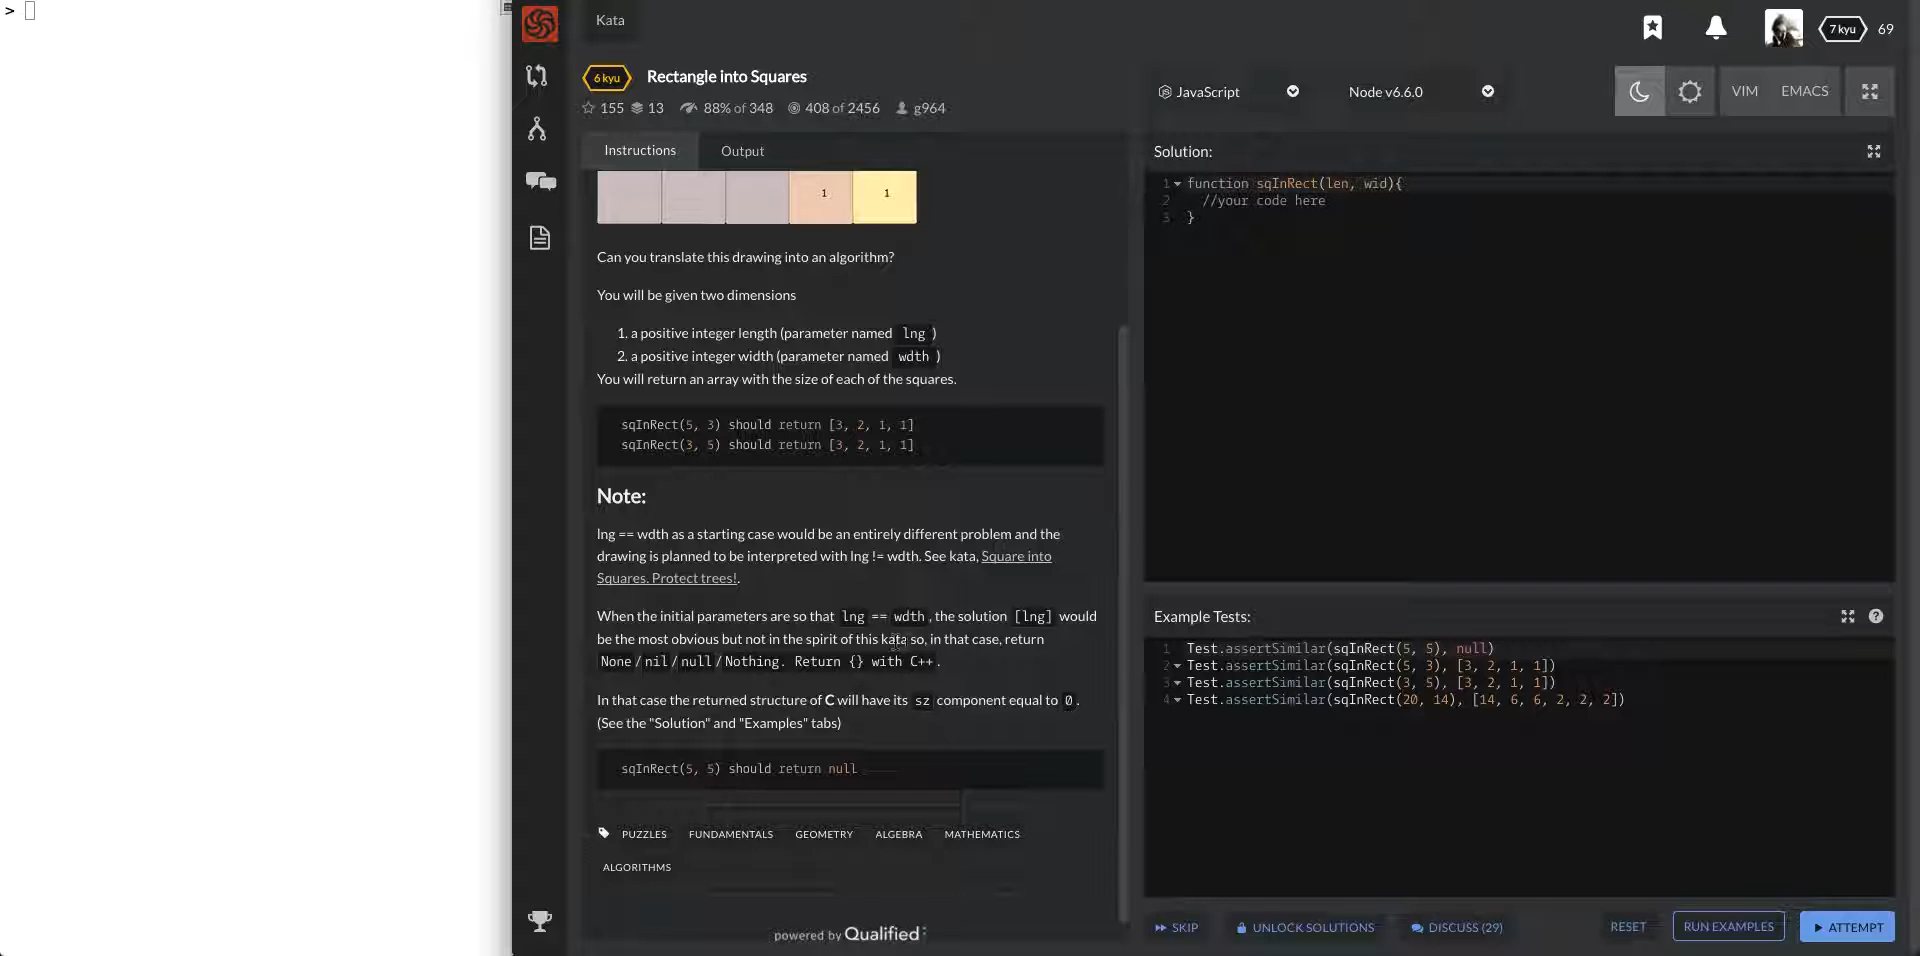 >
Kata
7 kyu 69
6 kyu Rectangle into Squares
155 13 88% of 348 408 of 2456 g964
JavaScript
Node v6.6.0
VIM EMACS
Instructions Output
1 1
Can you translate this drawing into an algorithm?
You will be given two dimensions
1. a positive integer length (parameter named lng )
2. a positive integer width (parameter named wdth )
You will return an array with the size of each of the squares.
sqInRect(5, 3) should return [3, 2, 1, 1]
sqInRect(3, 5) should return [3, 2, 1, 1]
Note:
lng == wdth as a starting case would be an entirely different problem and the
drawing is planned to be interpreted with lng != wdth. See kata, Square into
Squares. Protect trees!.
When the initial parameters are so that lng == wdth, the solution [lng] would
be the most obvious but not in the spirit of this kata so, in that case, return
None/nil/null/Nothing. Return {} with C++.
In that case the returned structure of C will have its sz component equal to 0.
(See the "Solution" and "Examples" tabs)
sqInRect(5, 5) should return null
PUZZLES FUNDAMENTALS GEOMETRY ALGEBRA MATHEMATICS
ALGORITHMS
powered by Qualified
Solution:
1 function sqInRect(len, wid){
2 //your code here
3 }
Example Tests:
1 Test.assertSimilar(sqInRect(5, 5), null)
2 Test.assertSimilar(sqInRect(5, 3), [3, 2, 1, 1])
3 Test.assertSimilar(sqInRect(3, 5), [3, 2, 1, 1])
4 Test.assertSimilar(sqInRect(20, 14), [14, 6, 6, 2, 2, 2])
SKIP UNLOCK SOLUTIONS DISCUSS (29) RESET RUN EXAMPLES ATTEMPT